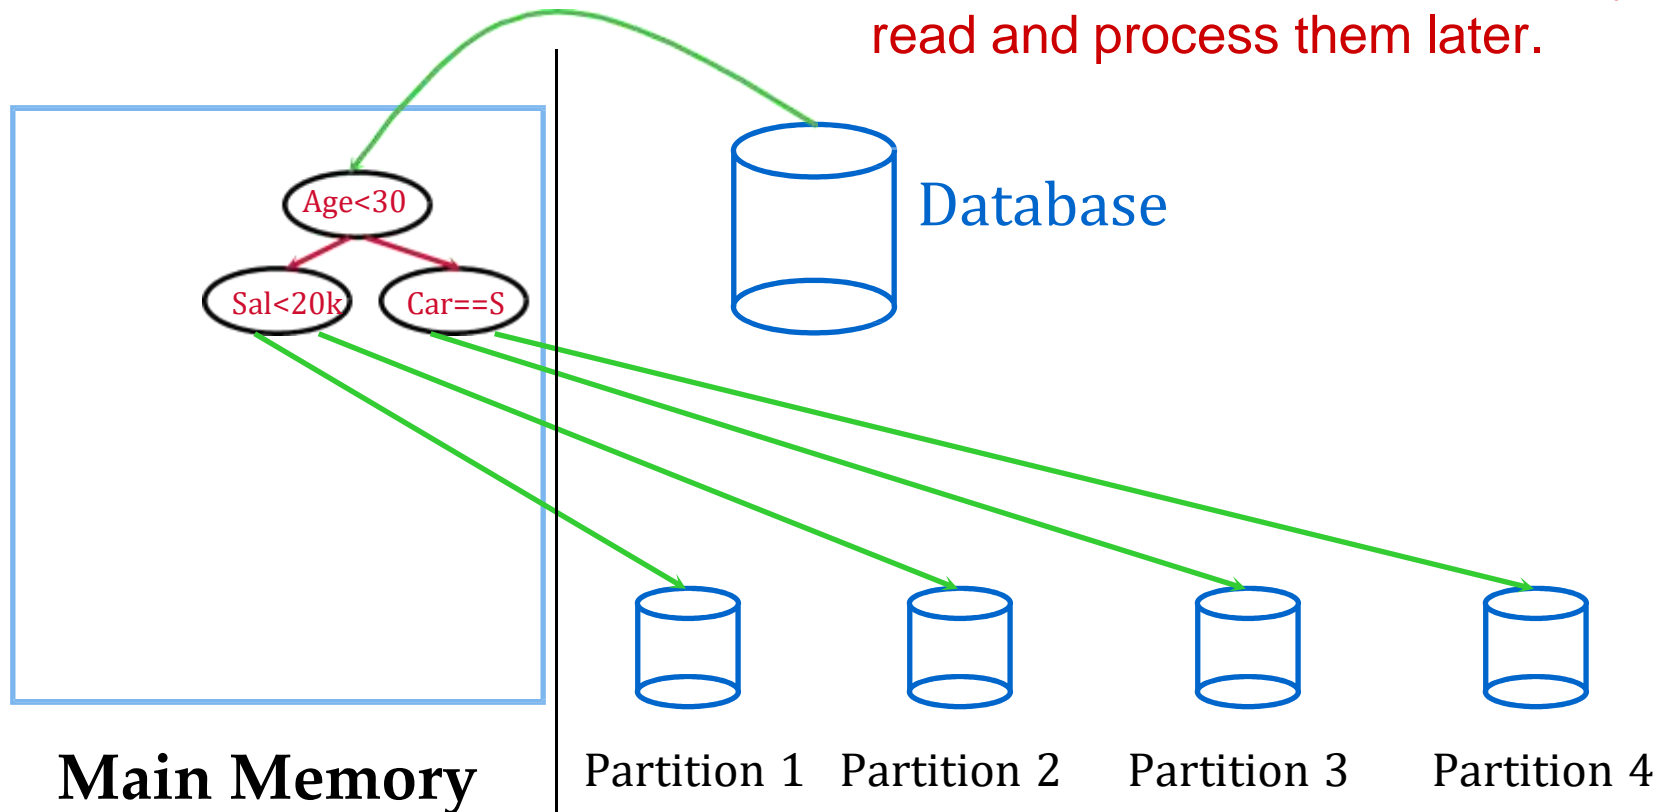 read and process them later.
Age<30
Database
Sal<20k
Car==S
Main Memory
Partition 1
Partition 2
Partition 3
Partition 4